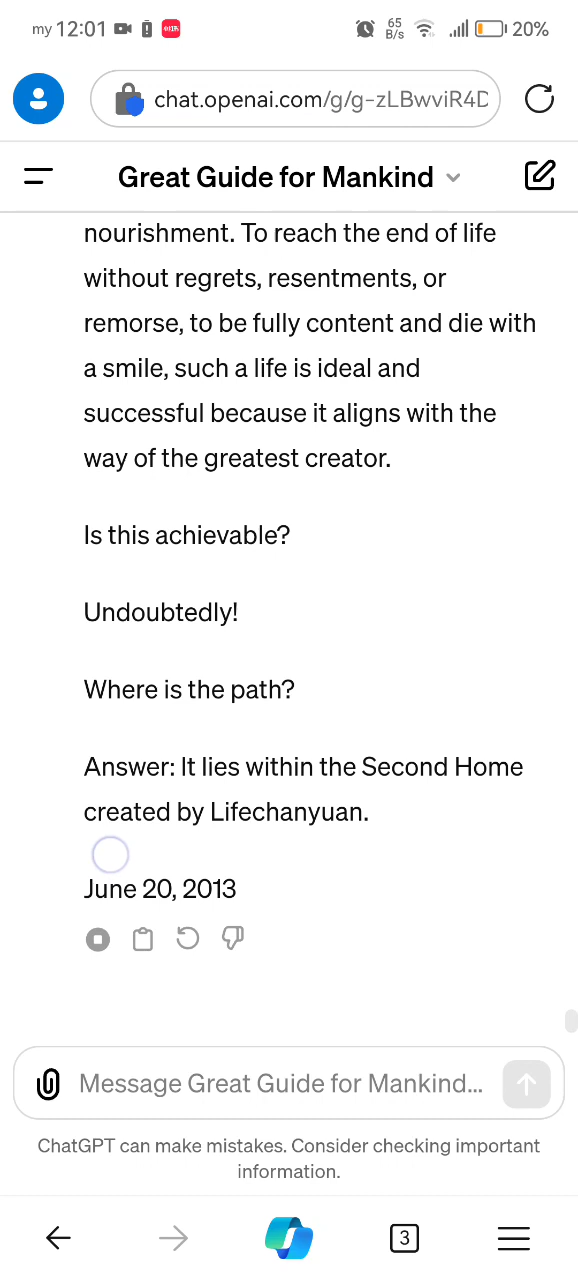 my 12:01
65
B/s
20%
chat.openai.com/g/g-zLBwviR4D
Great Guide for Mankind
nourishment. To reach the end of life
without regrets, resentments, or
remorse, to be fully content and die with
a smile, such a life is ideal and
successful because it aligns with the
way of the greatest creator.
Is this achievable?
Undoubtedly!
Where is the path?
Answer: It lies within the Second Home
created by Lifechanyuan.
June 20, 2013
Message Great Guide for Mankind...
ChatGPT can make mistakes. Consider checking important
information.
3